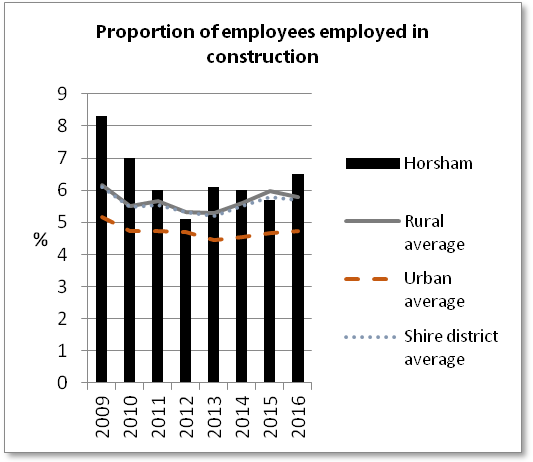 Proportion of employees employed in
construction
9
8
7
6
5
4
3
2
1
0
%
2009
2010
2011
2012
2013
2014
2015
2016
Horsham
Rural
average
Urban
average
Shire district
average